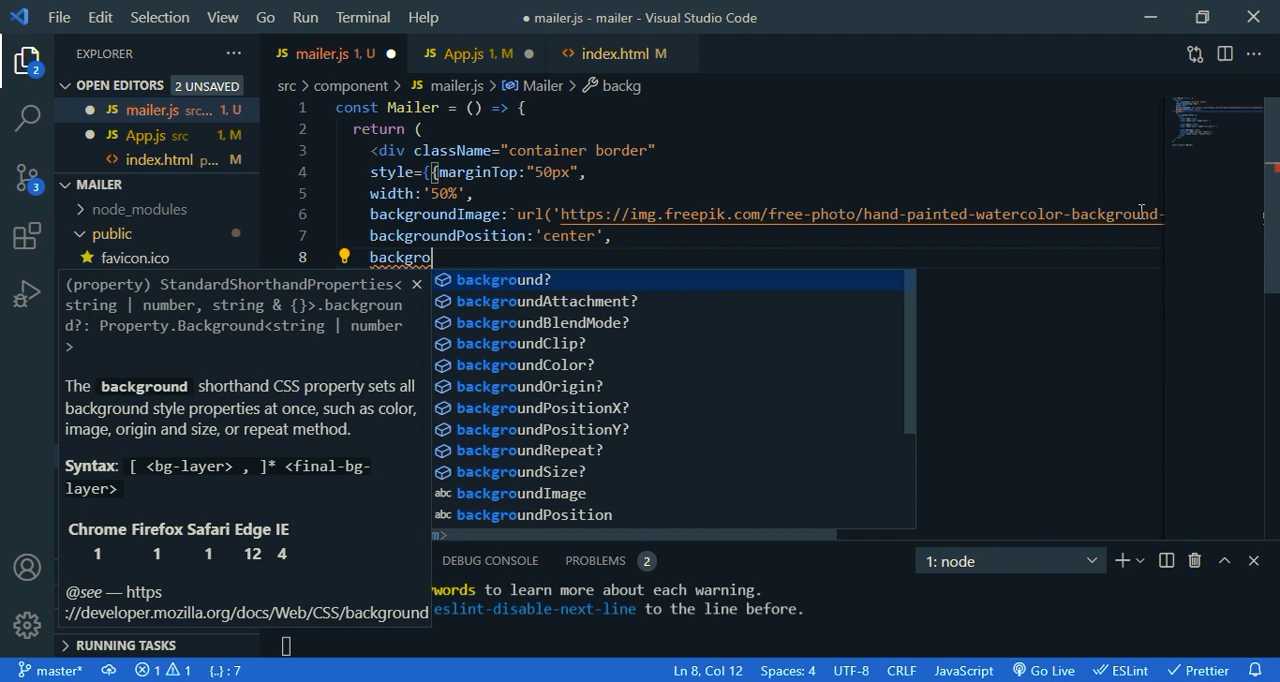 File Edit Selection View Go Run Terminal Help ● mailer.js - mailer - Visual Studio Code
EXPLORER ··· JS mailer.js 1, U ● JS App.js 1, M ● <> index.html M
OPEN EDITORS 2 UNSAVED
src > component > JS mailer.js > Mailer > backg
● JS mailer.js src... 1, U
● JS App.js src 1, M
<> index.html p... M
MAILER
node_modules
public
favicon.ico
1 const Mailer = () => {
2 return (
3 <div className="container border"
4 style={{marginTop:"50px",
5 width:'50%',
6 backgroundImage:`url('https://img.freepik.com/free-photo/hand-painted-watercolor-background-
7 backgroundPosition:'center',
8 backgro
(property) StandardShorthandProperties<
string | number, string & {}>.backgroun
d?: Property.Background<string | number
>
The background shorthand CSS property sets all
background style properties at once, such as color,
image, origin and size, or repeat method.
Syntax: [ <bg-layer> , ]* <final-bg-
layer>
Chrome Firefox Safari Edge IE
1 1 1 12 4
@see — https
://developer.mozilla.org/docs/Web/CSS/background
background?
backgroundAttachment?
backgroundBlendMode?
backgroundClip?
backgroundColor?
backgroundOrigin?
backgroundPositionX?
backgroundPositionY?
backgroundRepeat?
backgroundSize?
abc backgroundImage
abc backgroundPosition
m>
DEBUG CONSOLE PROBLEMS 2 1: node
words to learn more about each warning.
eslint-disable-next-line to the line before.
RUNNING TASKS
2
3
master* 1 1 {..} : 7 Ln 8, Col 12 Spaces: 4 UTF-8 CRLF JavaScript Go Live ESLint Prettier